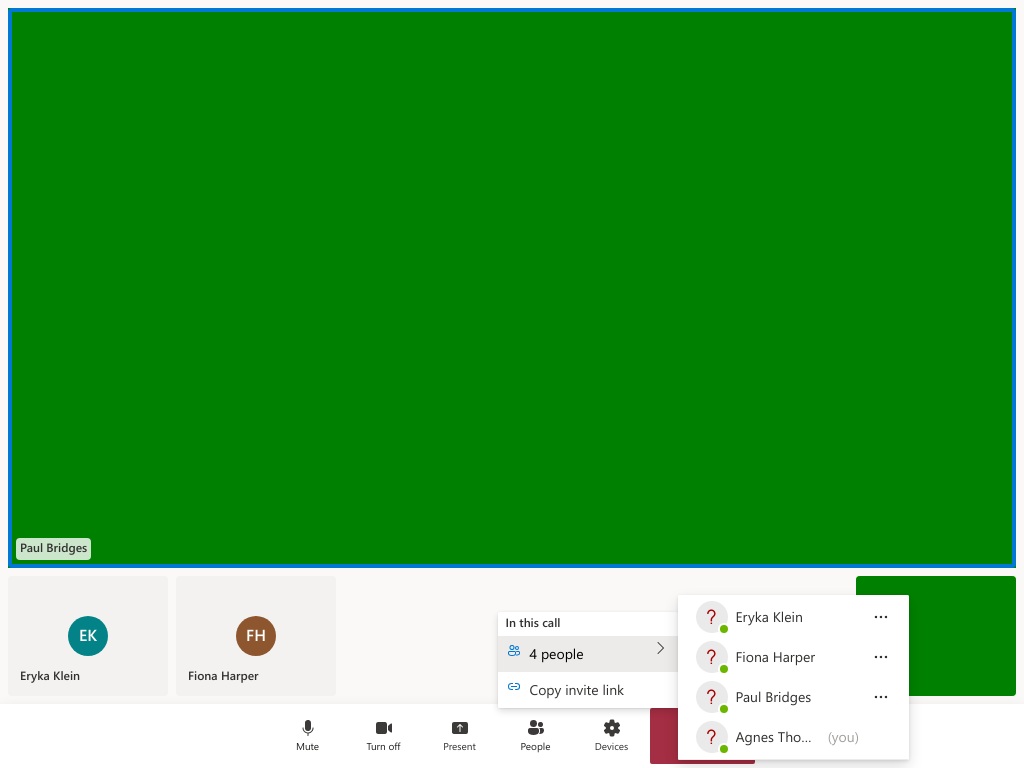 Paul Bridges
EK
Eryka Klein
FH
Fiona Harper
In this call
4 people
Copy invite link
? Eryka Klein ...
? Fiona Harper ...
? Paul Bridges ...
? Agnes Tho... (you)
Mute
Turn off
Present
People
Devices